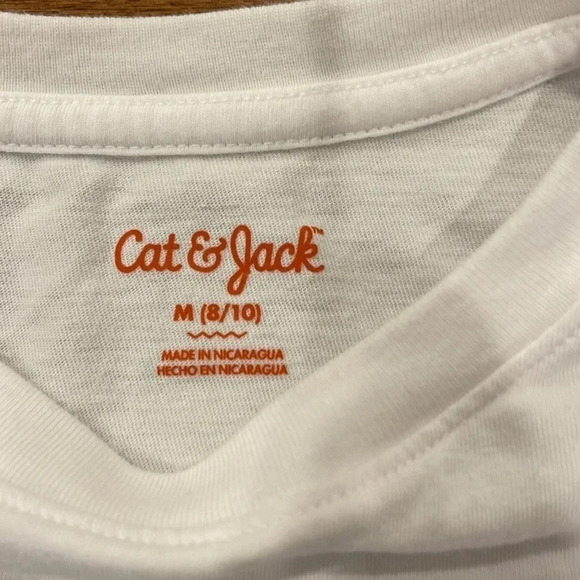 Cat & Jack™
M (8/10)
MADE IN NICARAGUA
HECHO EN NICARAGUA